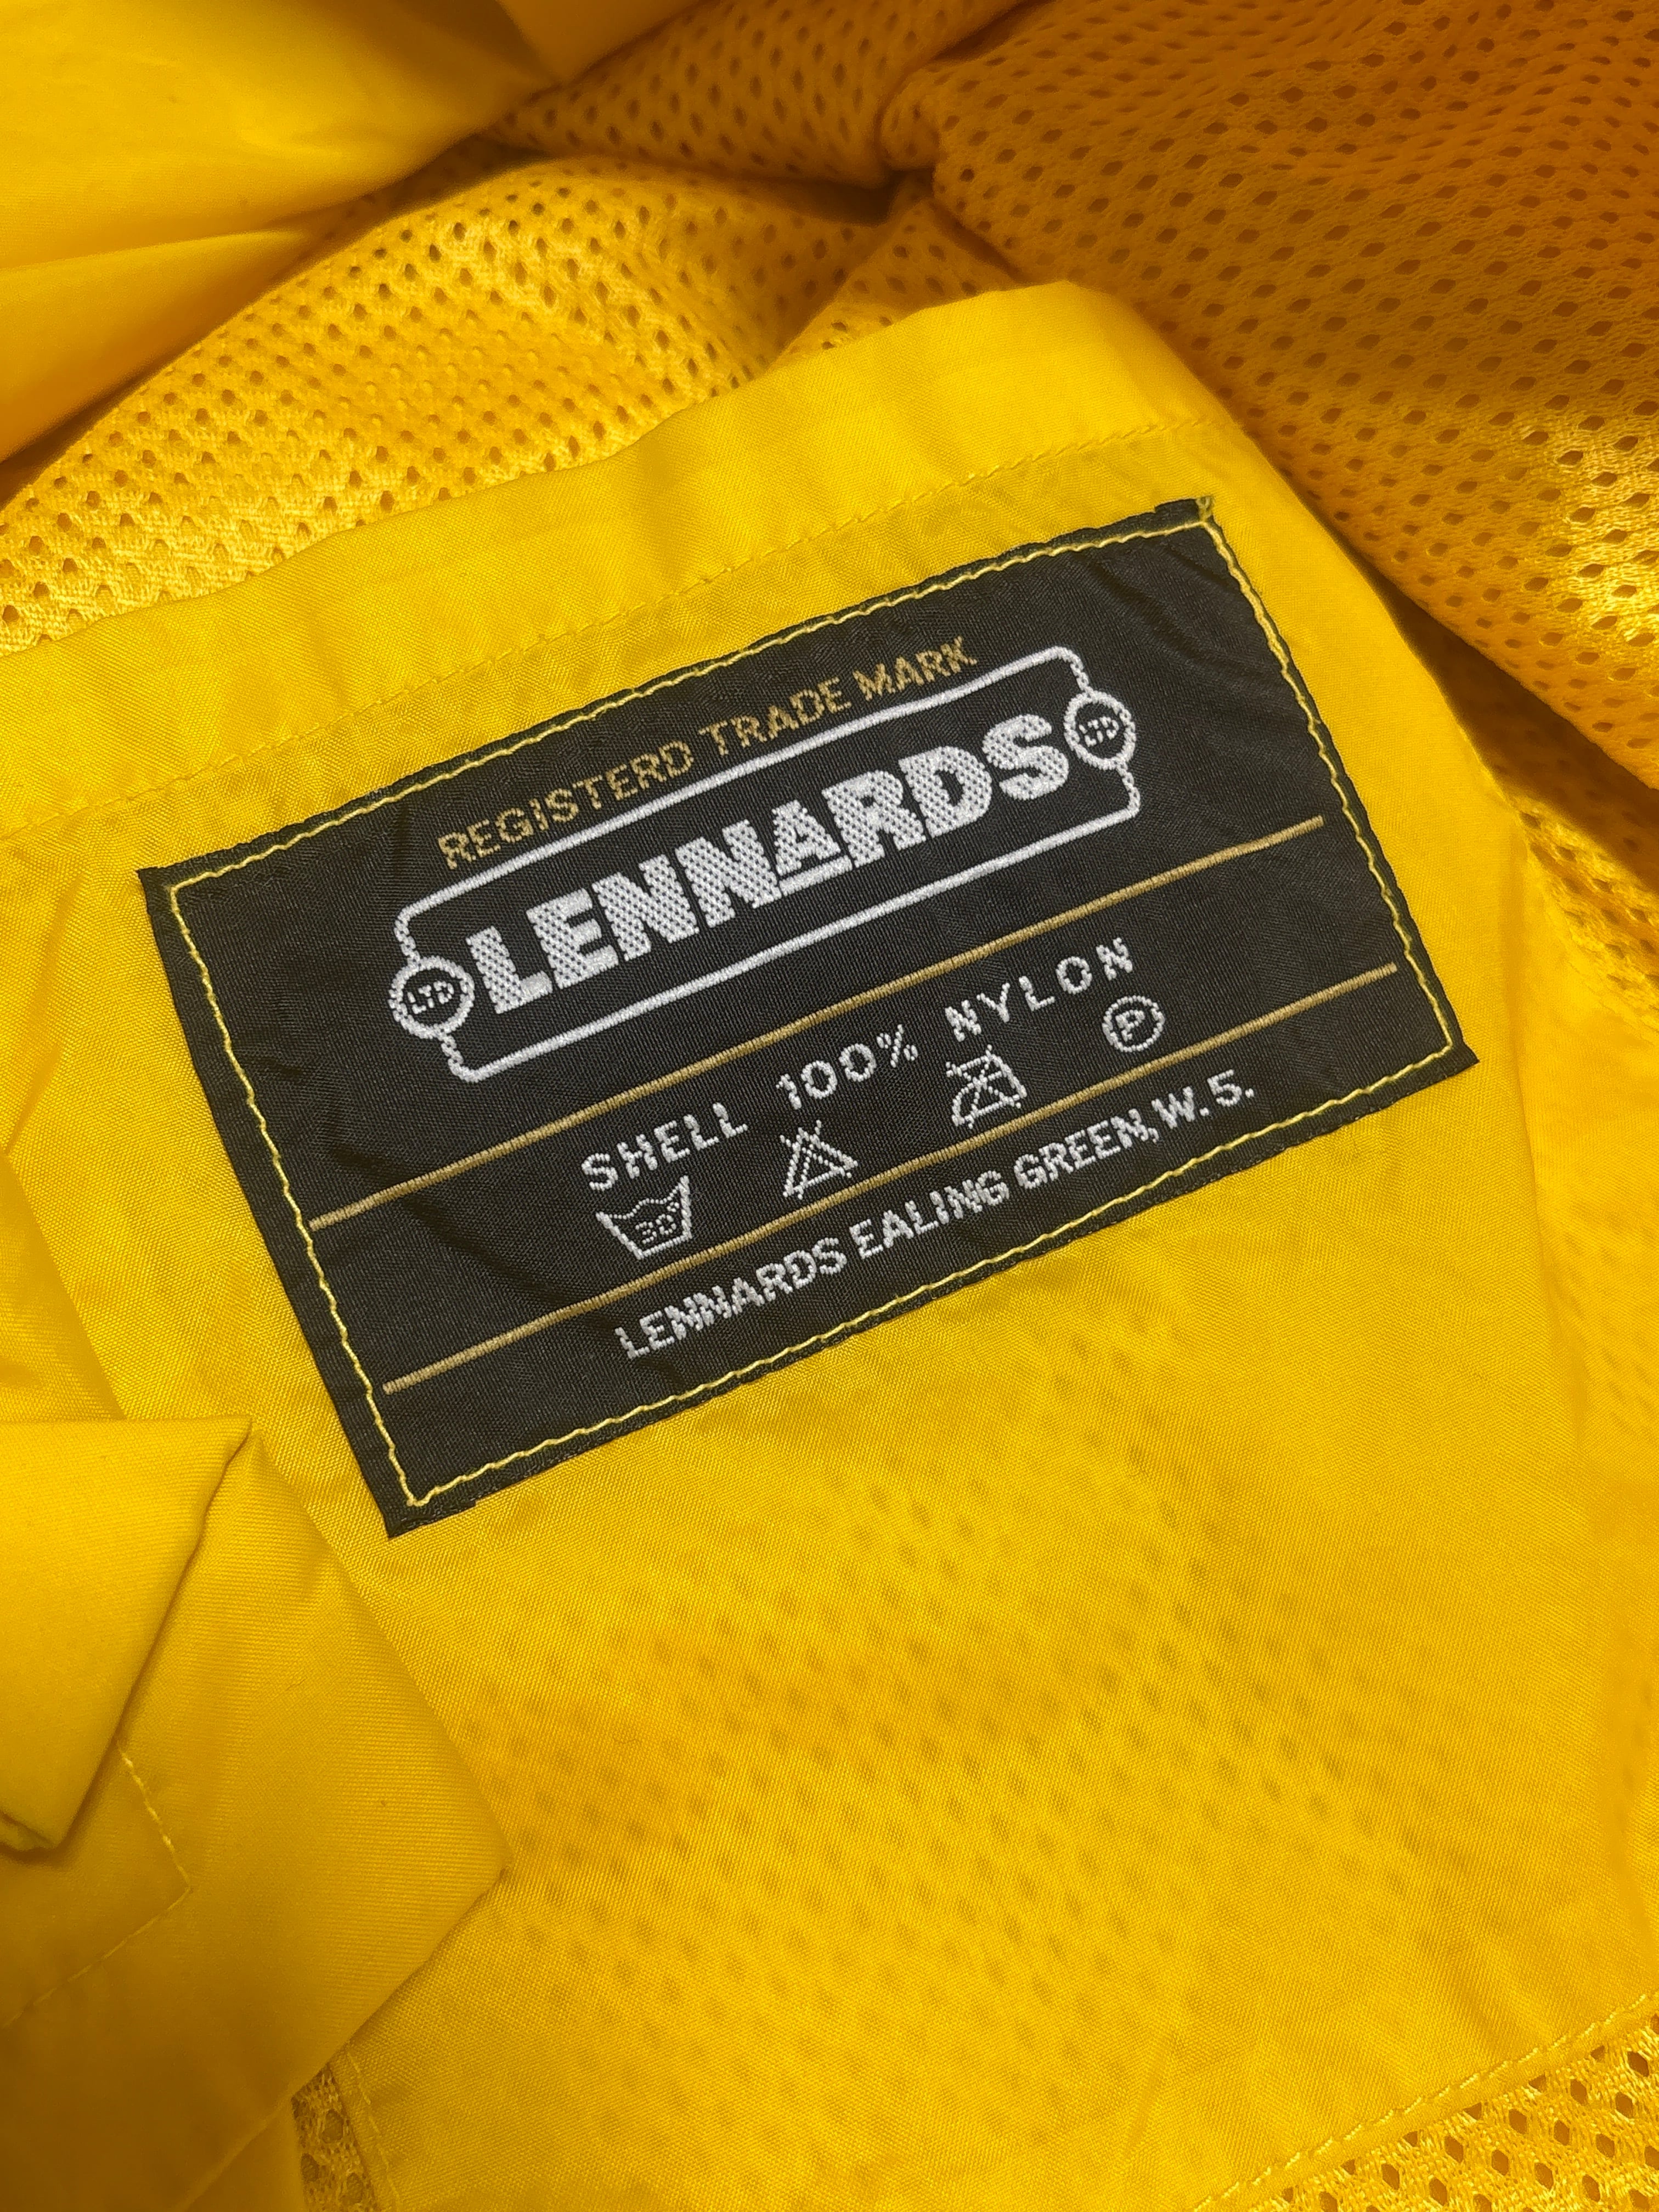 REGISTERD TRADE MARK
LTD LENNARDS LTD
SHELL 100% NYLON
30 P
LENNARDS EALING GREEN, W.5.